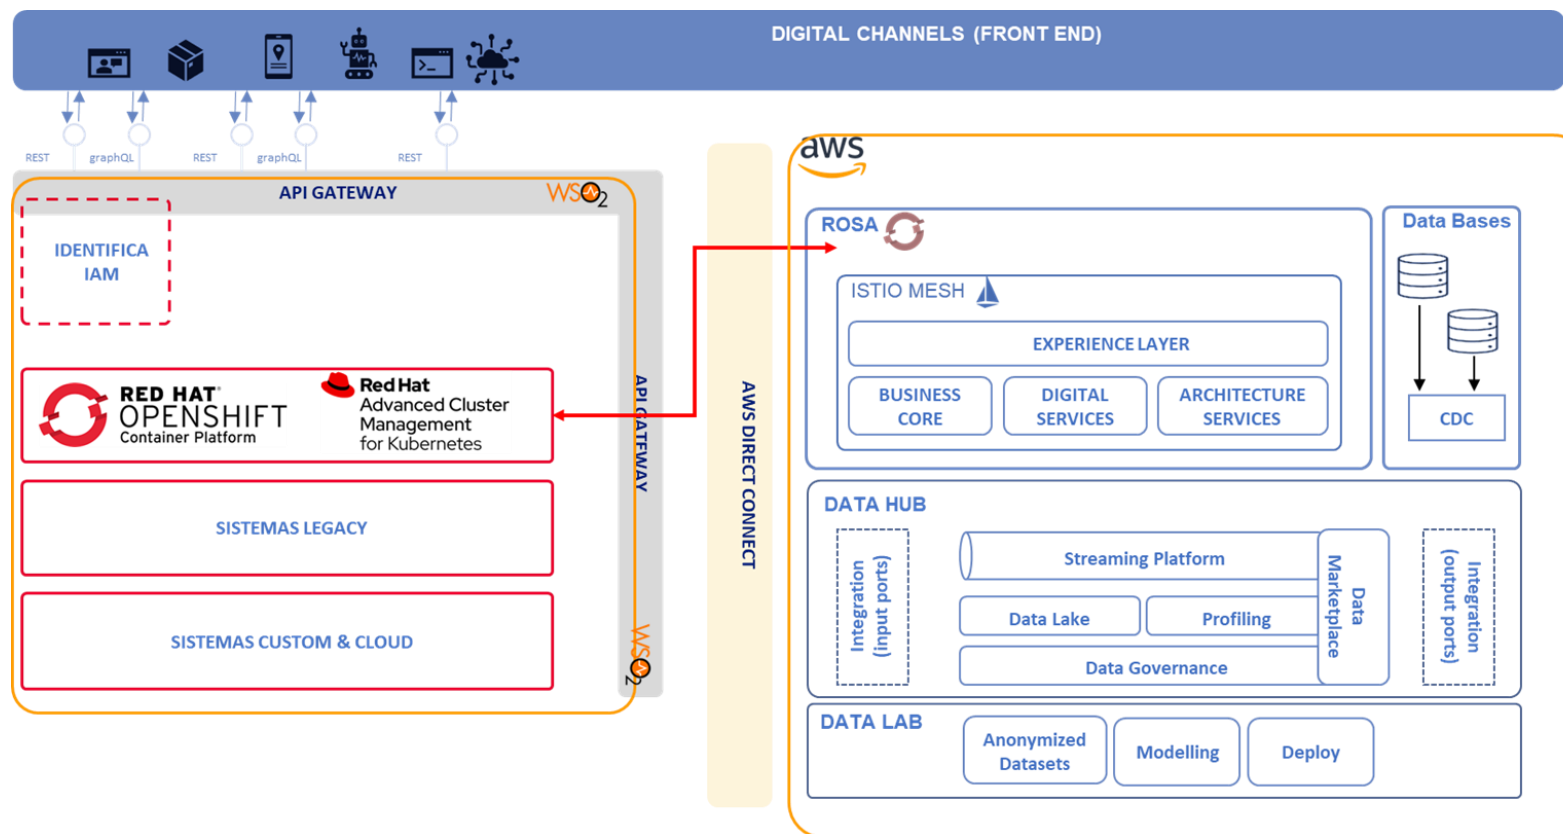 DIGITAL CHANNELS (FRONT END)
>_
REST
graphQL
REST
graphQL
REST
API GATEWAY
WSO2
IDENTIFICA
IAM
RED HAT®
OPENSHIFT
Container Platform
Red Hat
Advanced Cluster
Management
for Kubernetes
SISTEMAS LEGACY
SISTEMAS CUSTOM & CLOUD
API GATEWAY
WSO2
AWS DIRECT CONNECT
aws
ROSA
ISTIO MESH
EXPERIENCE LAYER
BUSINESS
CORE
DIGITAL
SERVICES
ARCHITECTURE
SERVICES
Data Bases
CDC
DATA HUB
Integration
(input ports)
Streaming Platform
Data Lake
Profiling
Data Governance
Data
Marketplace
Integration
(output ports)
DATA LAB
Anonymized
Datasets
Modelling
Deploy